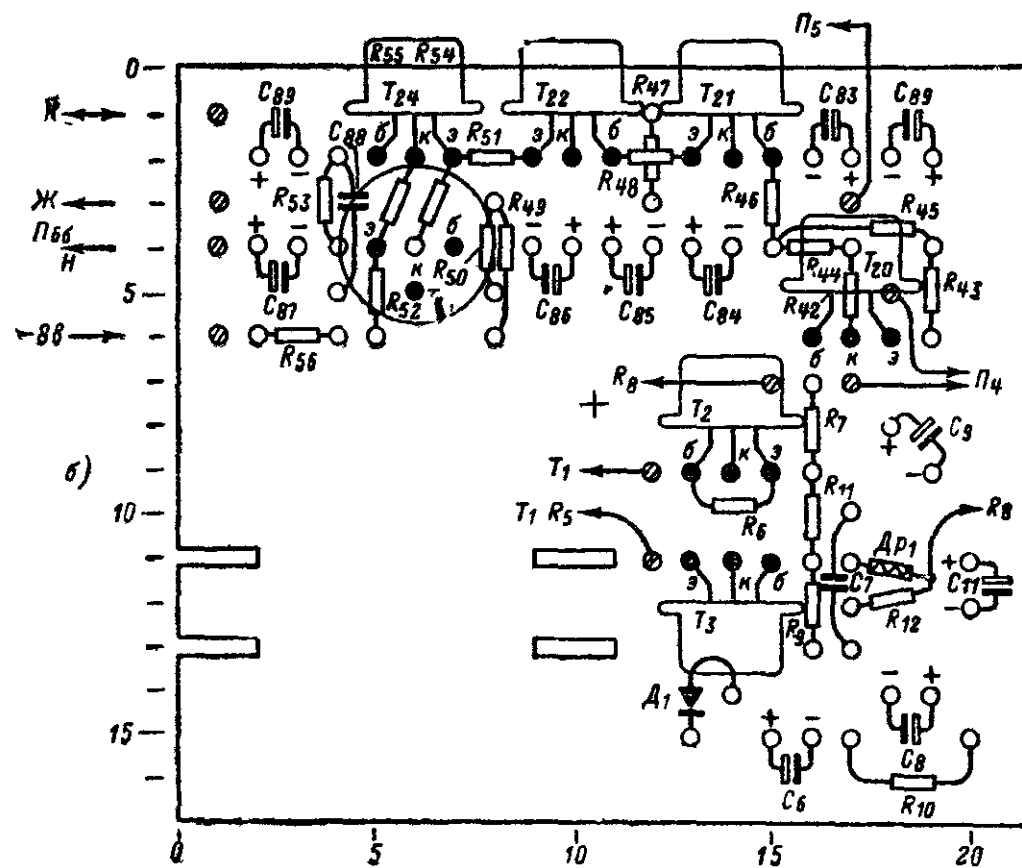 П5
0
R55 R54
R47
C89
T24
T22
T21
C83
C89
К
б
к
э
C88
R51
э
к
б
э
к
б
+
-
R48
-
+
-
+
Ж
R53
R49
R46
R45
П6б
+
-
э
б
-
+
+
-
+
-
Н
к
R50
R44
T20
5
C87
R52
C86
C85
C84
R42
R43
-8в
R56
б
к
э
R8
П4
+
T2
R7
C9
+
б)
T1
б
к
э
-
R11
10
T1 R5
R6
R8
Др1
э
к
б
C7
+
C11
T3
R9
R12
-
Д1
-
+
15
+
-
C8
C6
R10
0
5
10
15
20